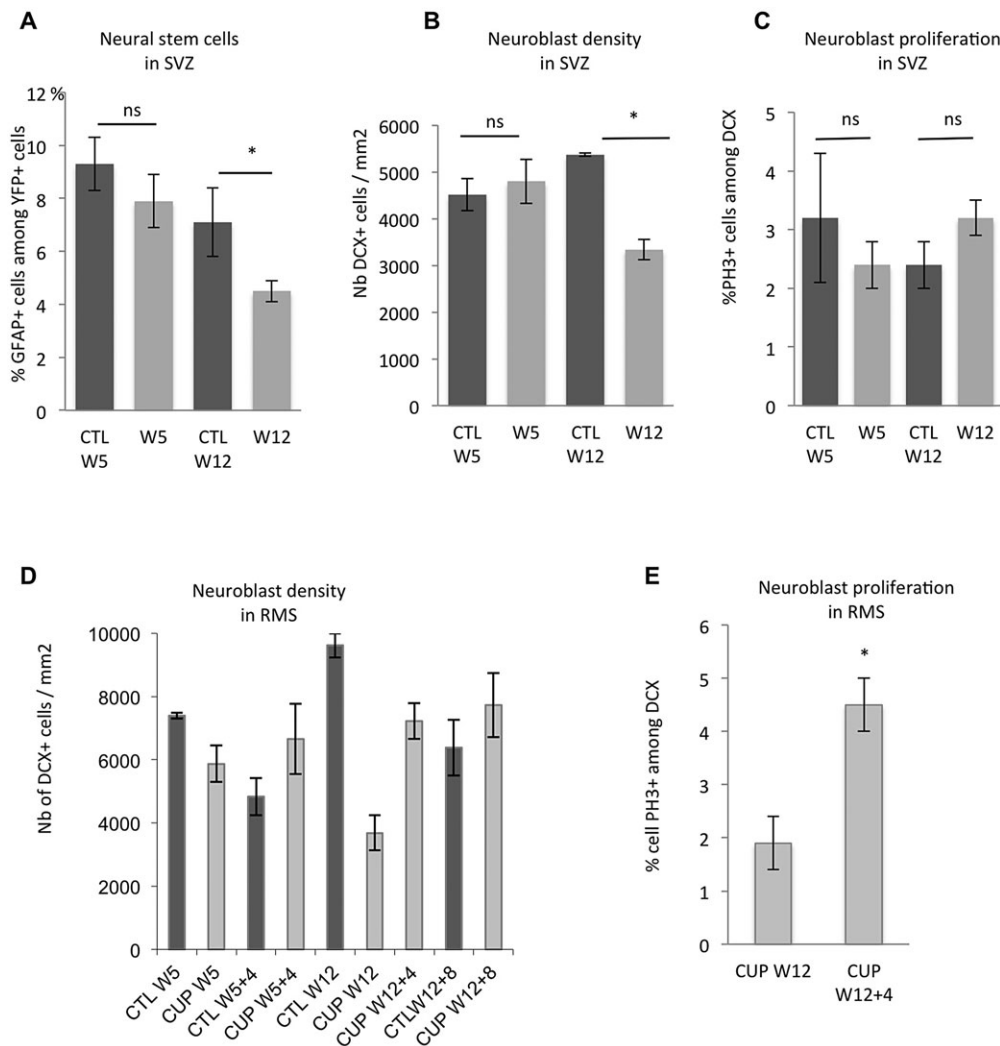 A
Neural stem cells
in SVZ
% GFAP+ cells among YFP+ cells
12 %
10
8
6
4
2
0
ns
*
CTL
W5
W5
CTL
W12
W12
B
Neuroblast density
in SVZ
Nb DCX+ cells / mm2
6000
5000
4000
3000
2000
1000
0
ns
*
CTL
W5
W5
CTL
W12
W12
C
Neuroblast proliferation
in SVZ
%PH3+ cells among DCX
5
4
3
2
1
0
ns
ns
CTL
W5
W5
CTL
W12
W12
D
Neuroblast density
in RMS
Nb of DCX+ cells / mm2
10000
8000
6000
4000
2000
0
CTL W5
CUP W5
CTL W5+4
CUP W5+4
CTL W12
CUP W12
CUP W12+4
CTLW12+8
CUP W12+8
E
Neuroblast proliferation
in RMS
% cell PH3+ among DCX
6
5
4
3
2
1
0
*
CUP W12
CUP
W12+4